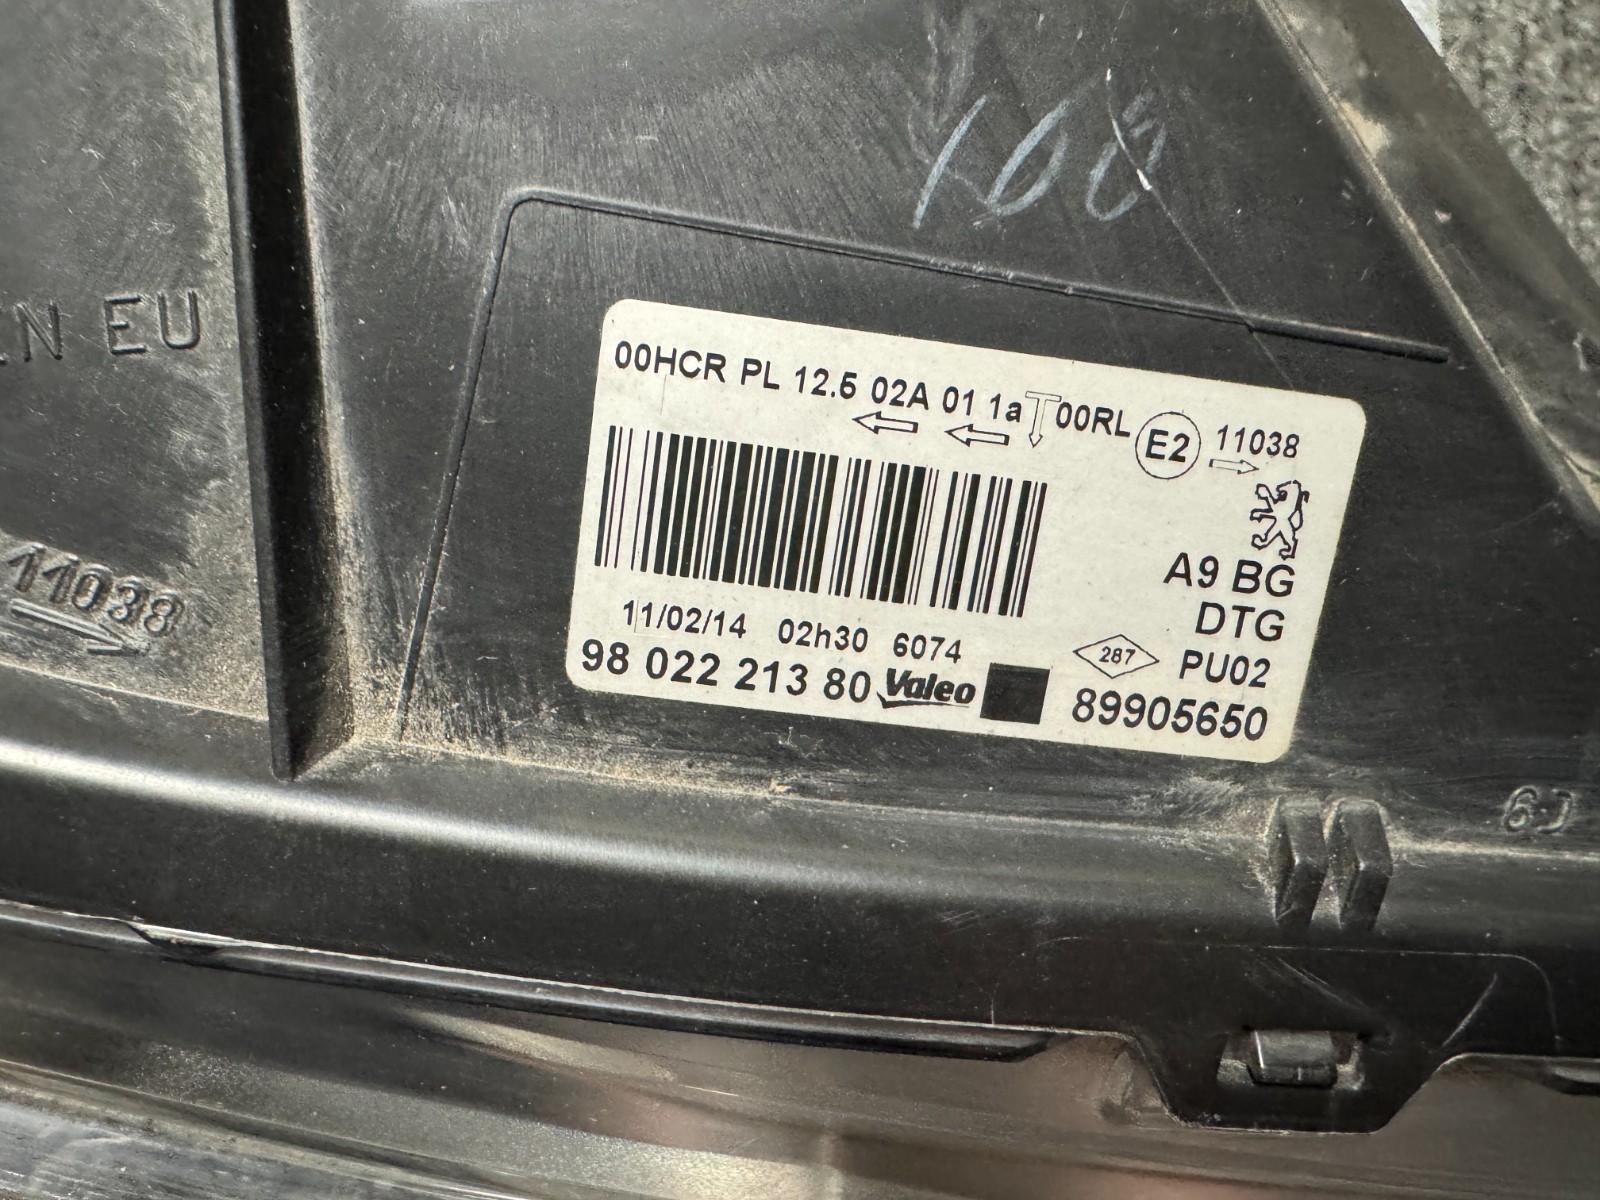 100
EU
00HCR PL 12.5 02A 01 1a 00RL E2 11038
A9 BG
DTG
11038
11/02/14 02h30 6074
287 PU02
98 022 213 80 Valeo 89905650